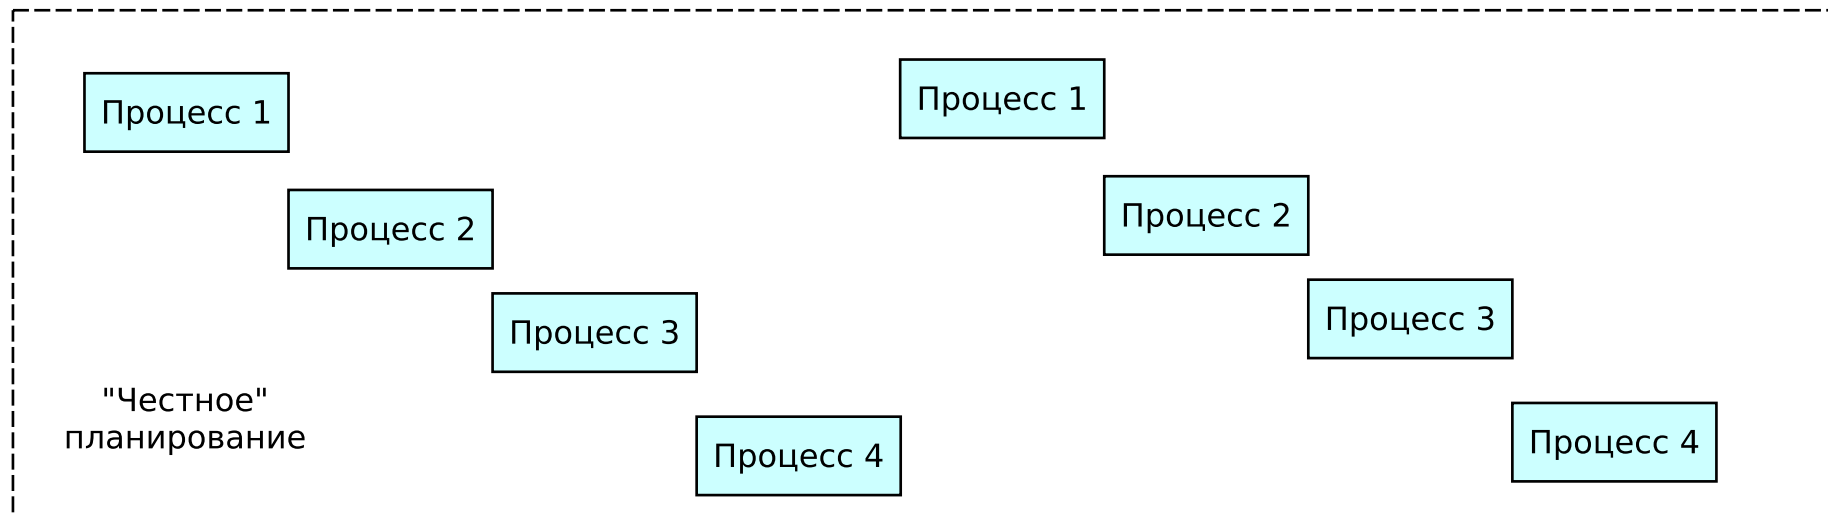 Процесс 1
Процесс 2
Процесс 3
Процесс 4
Процесс 1
Процесс 2
Процесс 3
Процесс 4
"Честное"
планирование